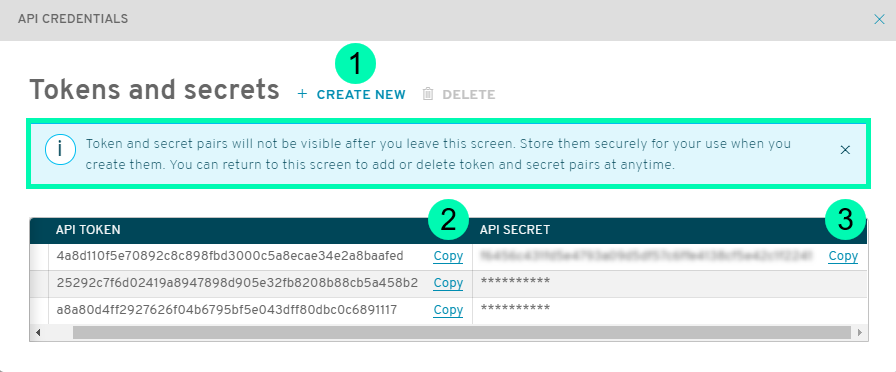 API CREDENTIALS
1
Tokens and secrets + CREATE NEW DELETE
i Token and secret pairs will not be visible after you leave this screen. Store them securely for your use when you
create them. You can return to this screen to add or delete token and secret pairs at anytime.
2 3
API TOKEN API SECRET
4a8d110f5e70892c8c898fbd3000c5a8ecae34e2a8baafed Copy Copy
25292c7f6d02419a8947898d905e32fb8208b88cb5a458b2 Copy **********
a8a80d4ff2927626f04b6795bf5e043dff80dbc0c6891117 Copy **********